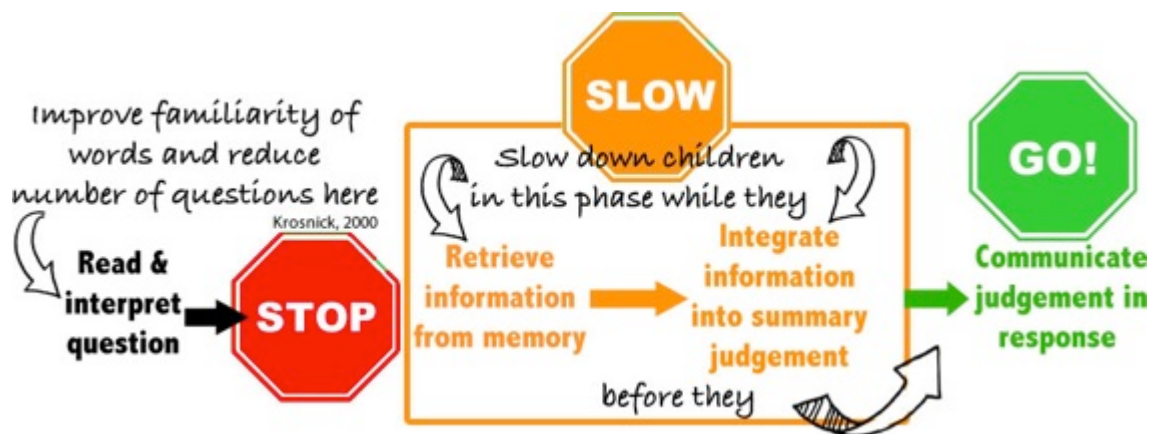 Improve familiarity of
words and reduce
number of questions here
Krosnick, 2000
Read &
interpret
question
STOP
SLOW
Slow down children
in this phase while they
Retrieve
information
from memory
Integrate
information
into summary
judgement
before they
GO!
Communicate
judgement in
response